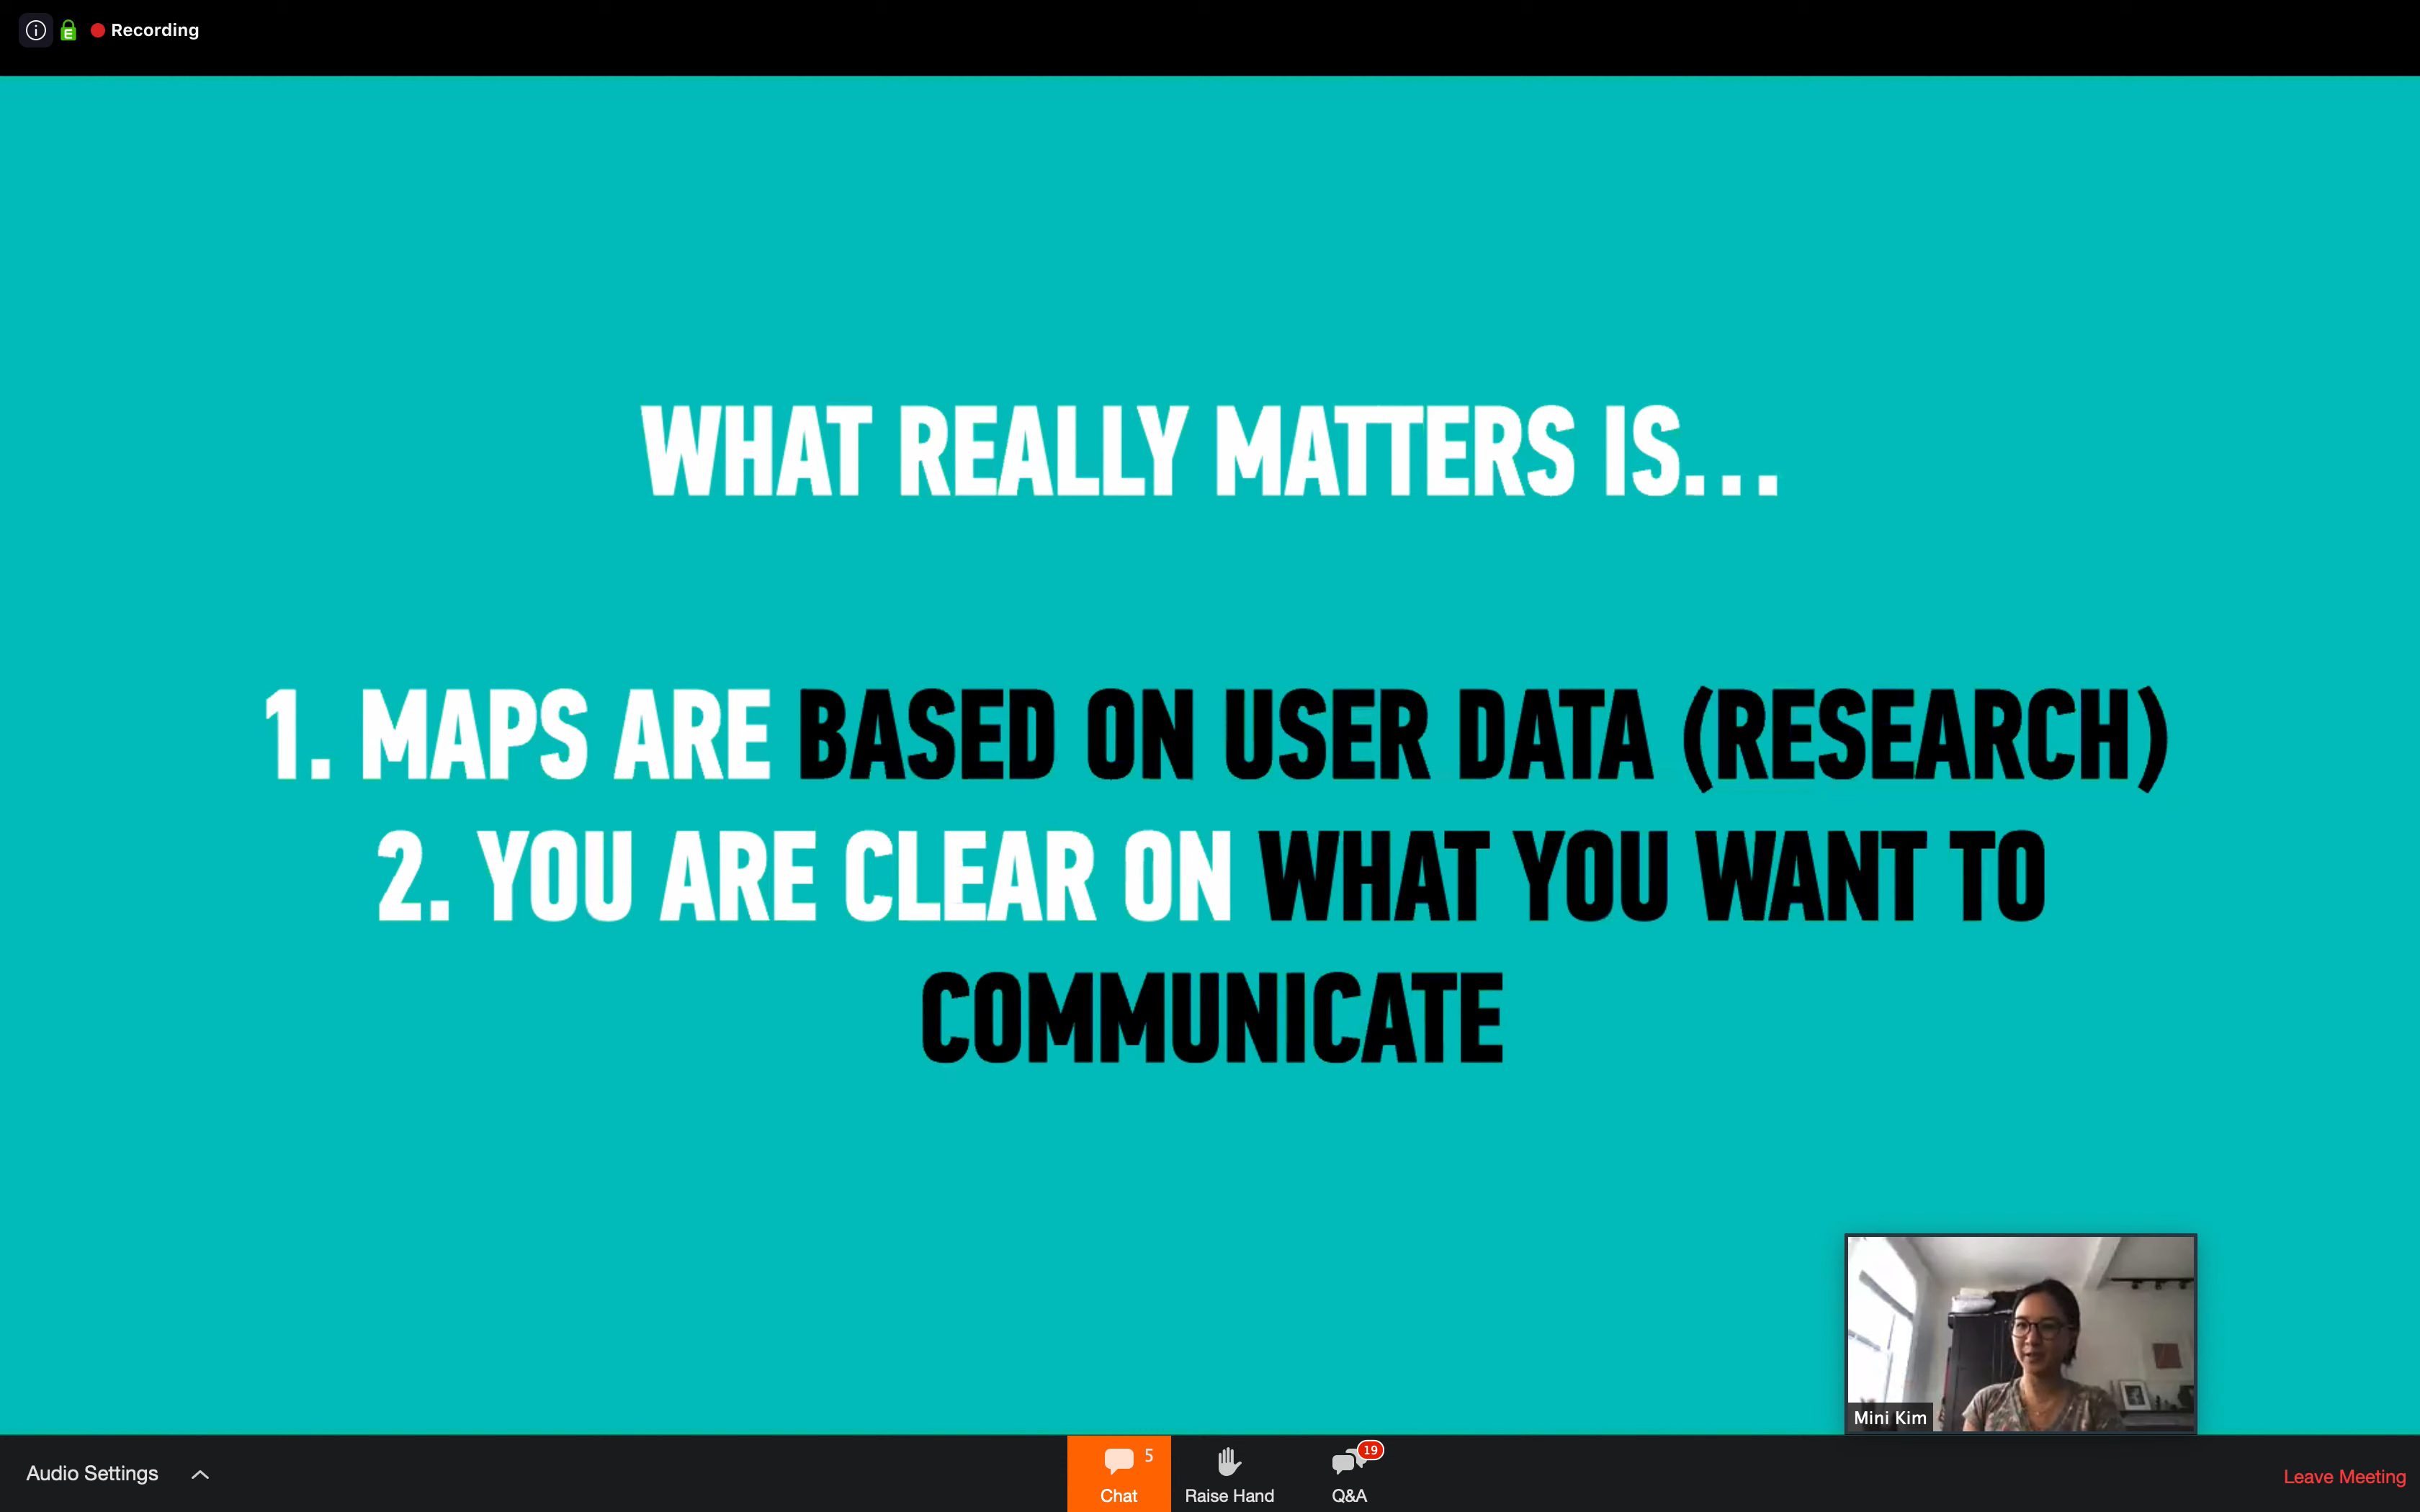 Recording
WHAT REALLY MATTERS IS...
1. MAPS ARE BASED ON USER DATA (RESEARCH)
2. YOU ARE CLEAR ON WHAT YOU WANT TO
COMMUNICATE
Mini Kim
Audio Settings
5
Chat
Raise Hand
19
Q&A
Leave Meeting